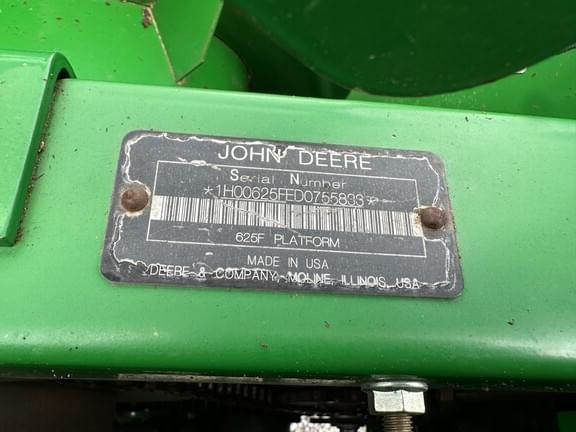 JOHN DEERE
Serial Number
*1H00625FED0755833*
625F PLATFORM
MADE IN USA
DEERE & COMPANY, MOLINE, ILLINOIS, USA